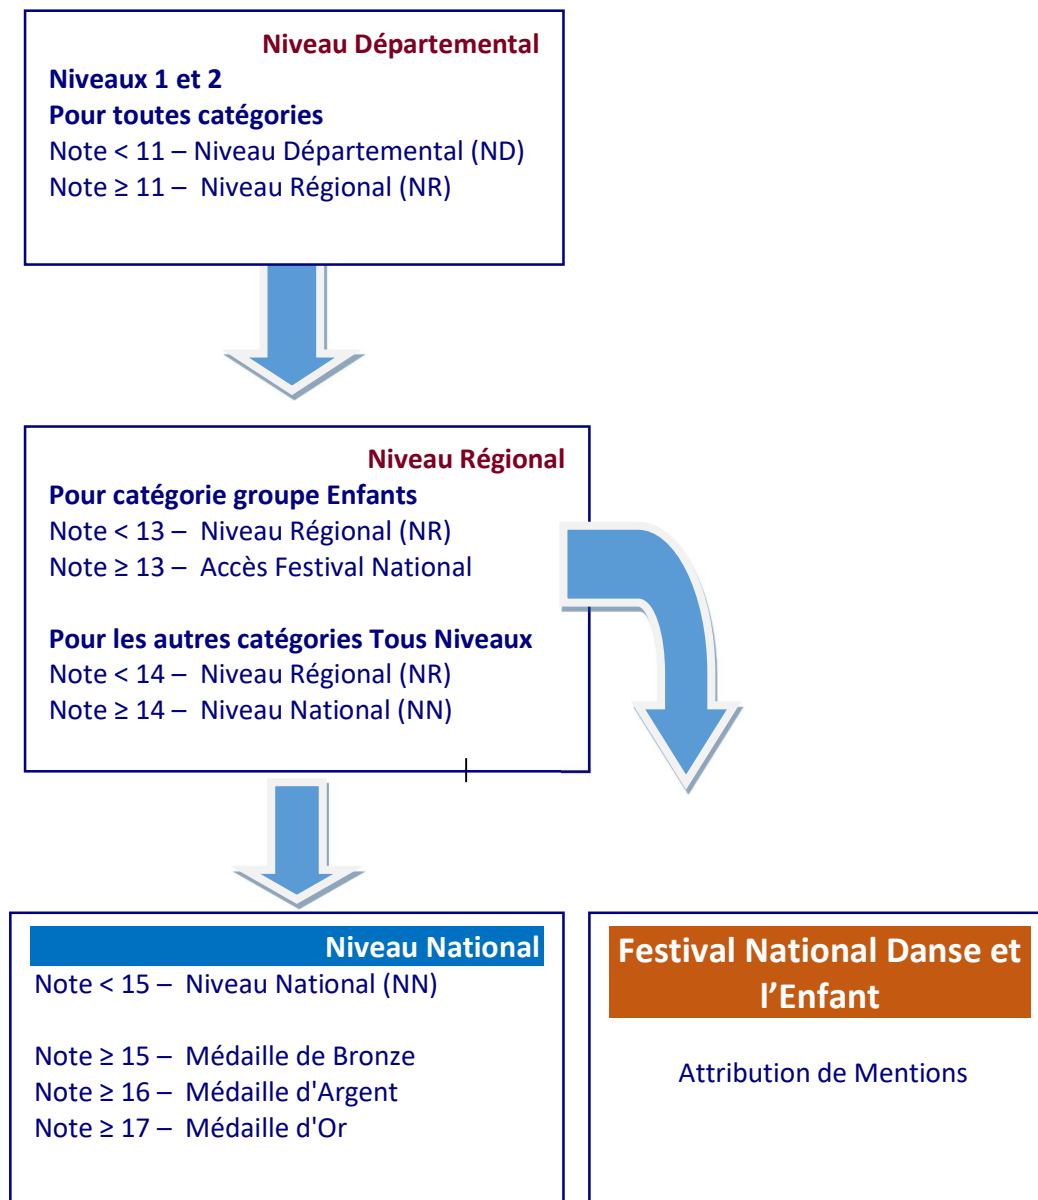 Niveau Départemental
Niveaux 1 et 2
Pour toutes catégories
Note < 11 – Niveau Départemental (ND)
Note ≥ 11 – Niveau Régional (NR)
Niveau Régional
Pour catégorie groupe Enfants
Note < 13 – Niveau Régional (NR)
Note ≥ 13 – Accès Festival National
Pour les autres catégories Tous Niveaux
Note < 14 – Niveau Régional (NR)
Note ≥ 14 – Niveau National (NN)
Niveau National
Note < 15 – Niveau National (NN)
Note ≥ 15 – Médaille de Bronze
Note ≥ 16 – Médaille d'Argent
Note ≥ 17 – Médaille d'Or
Festival National Danse et
l’Enfant
Attribution de Mentions